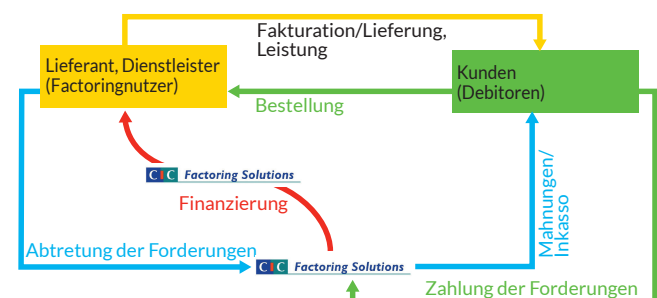 Fakturation/Lieferung,
Leistung
Lieferant, Dienstleister
(Factoringnutzer)
Kunden
(Debitoren)
Bestellung
CIC Factoring Solutions
Finanzierung
Mahnungen/
Inkasso
Abtretung der Forderungen
CIC Factoring Solutions
Zahlung der Forderungen